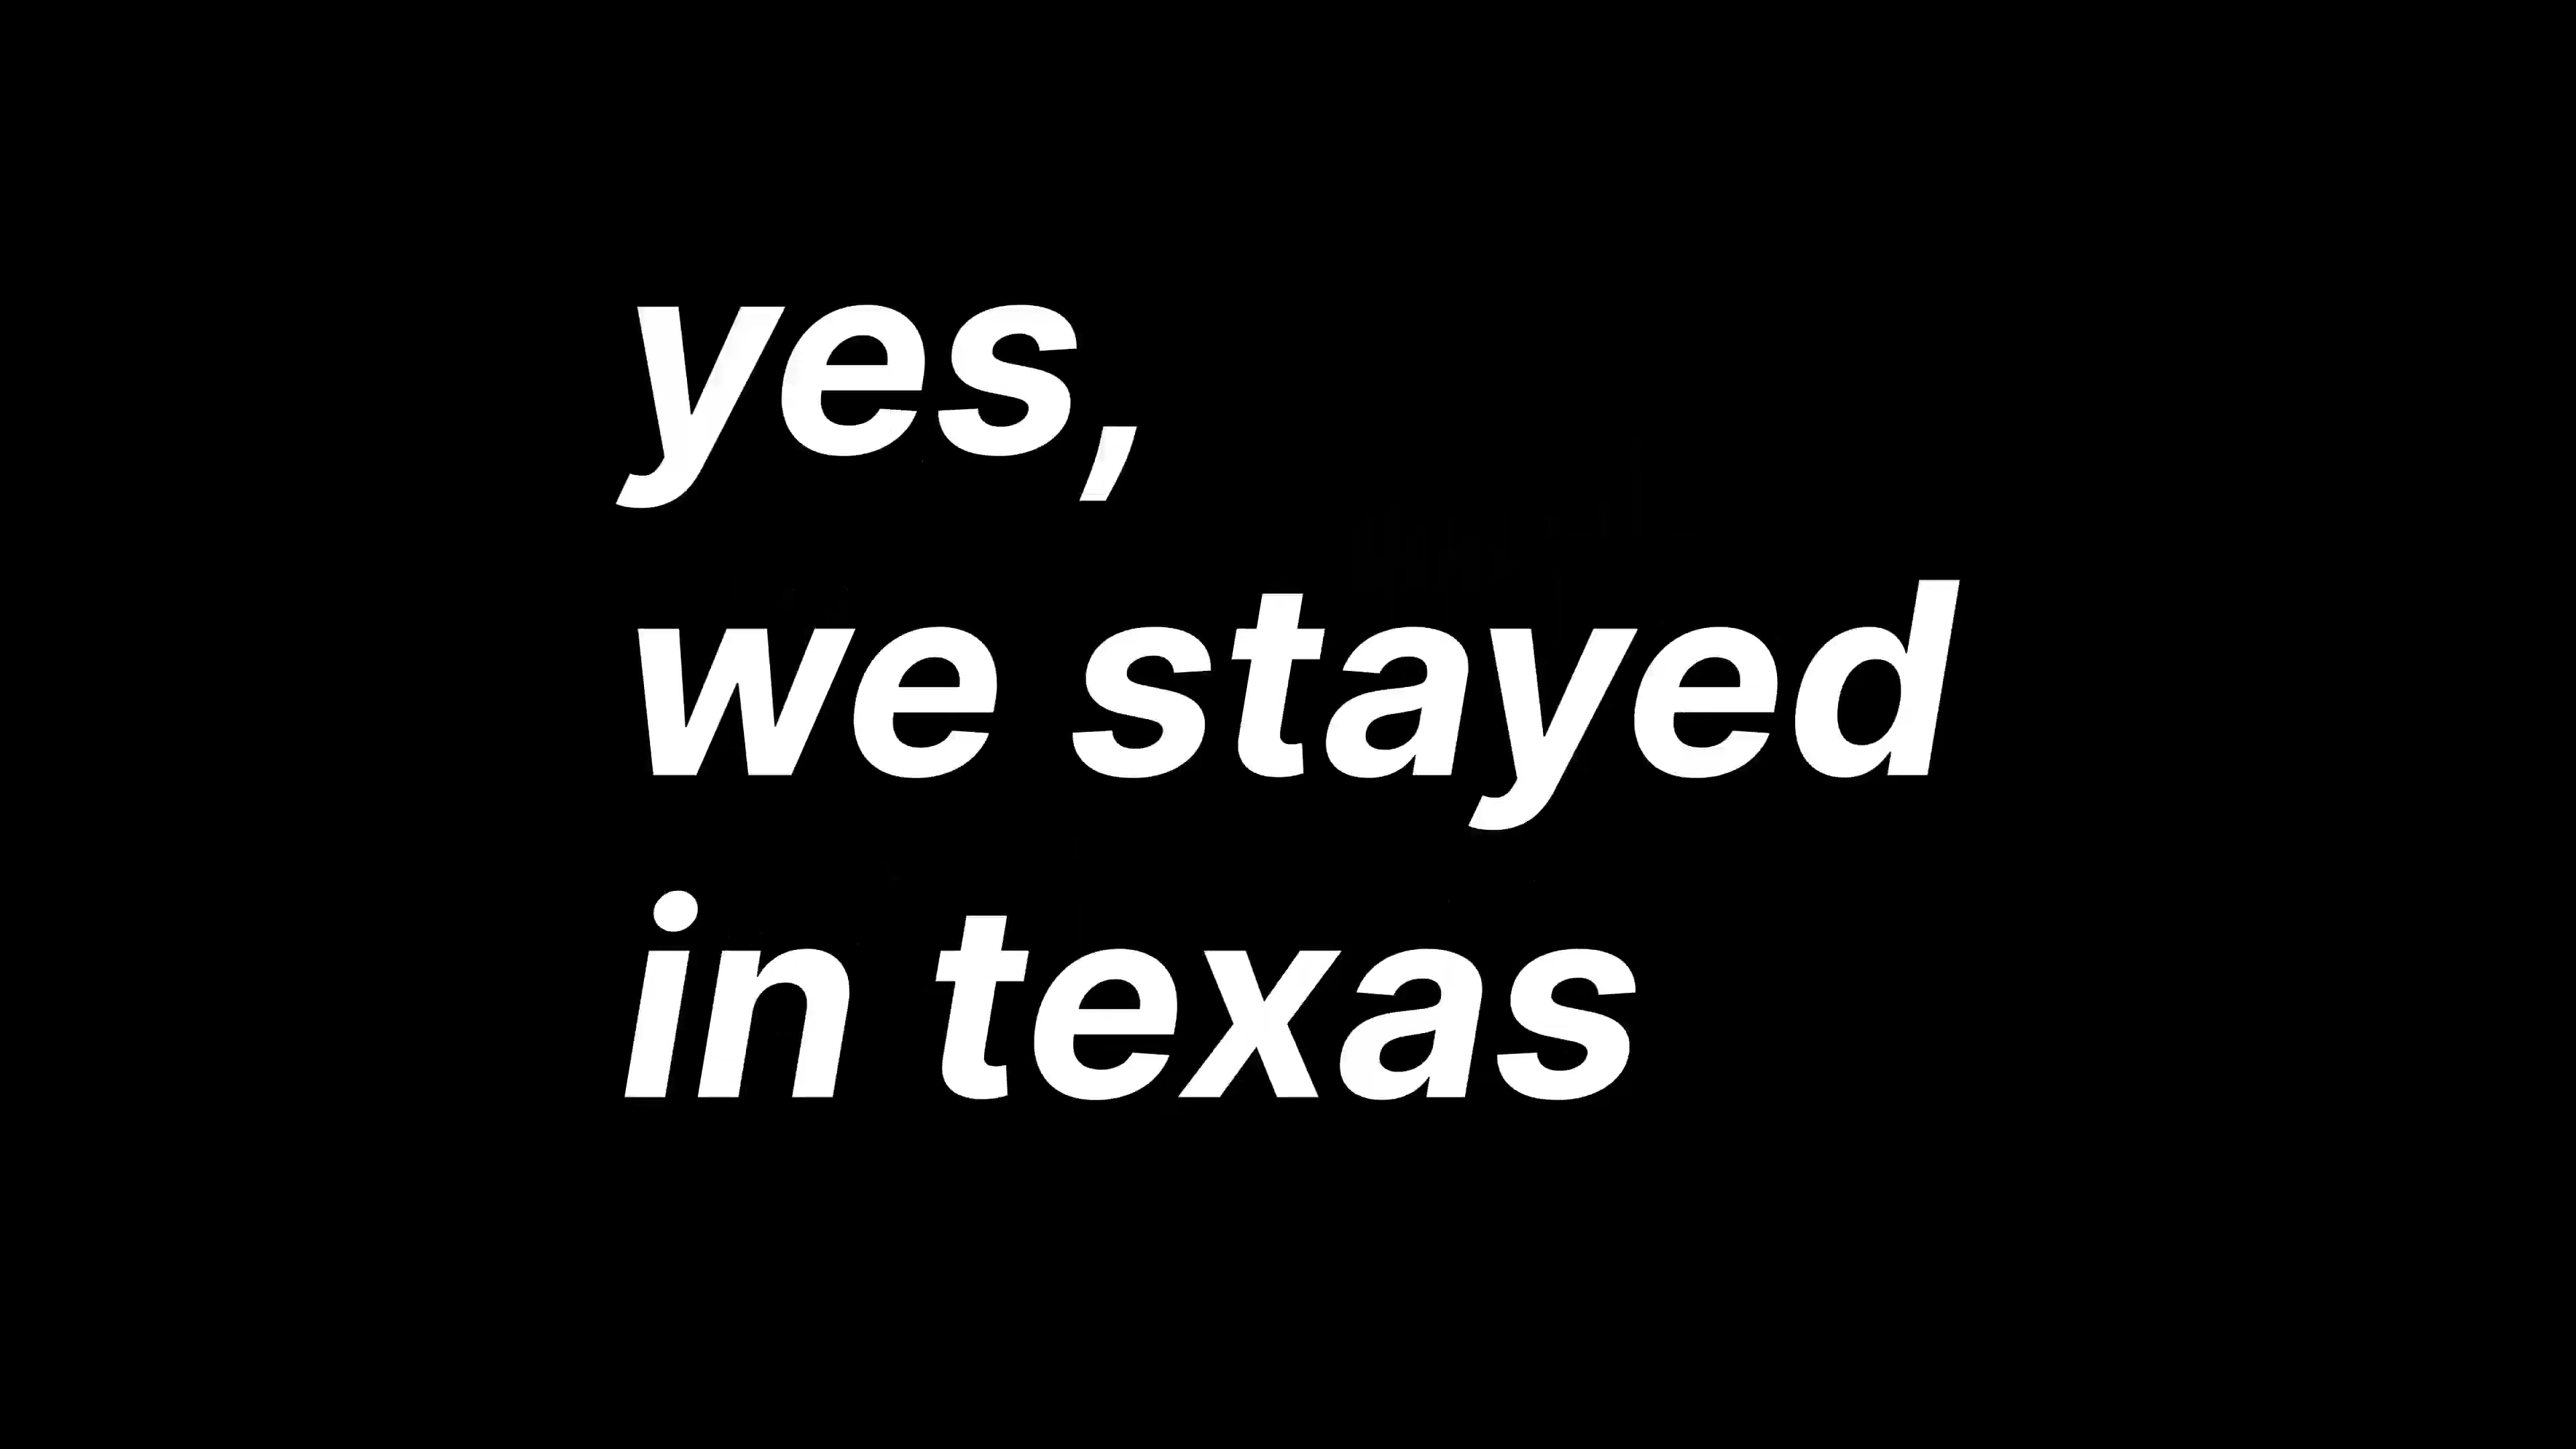 yes,
we stayed
in texas